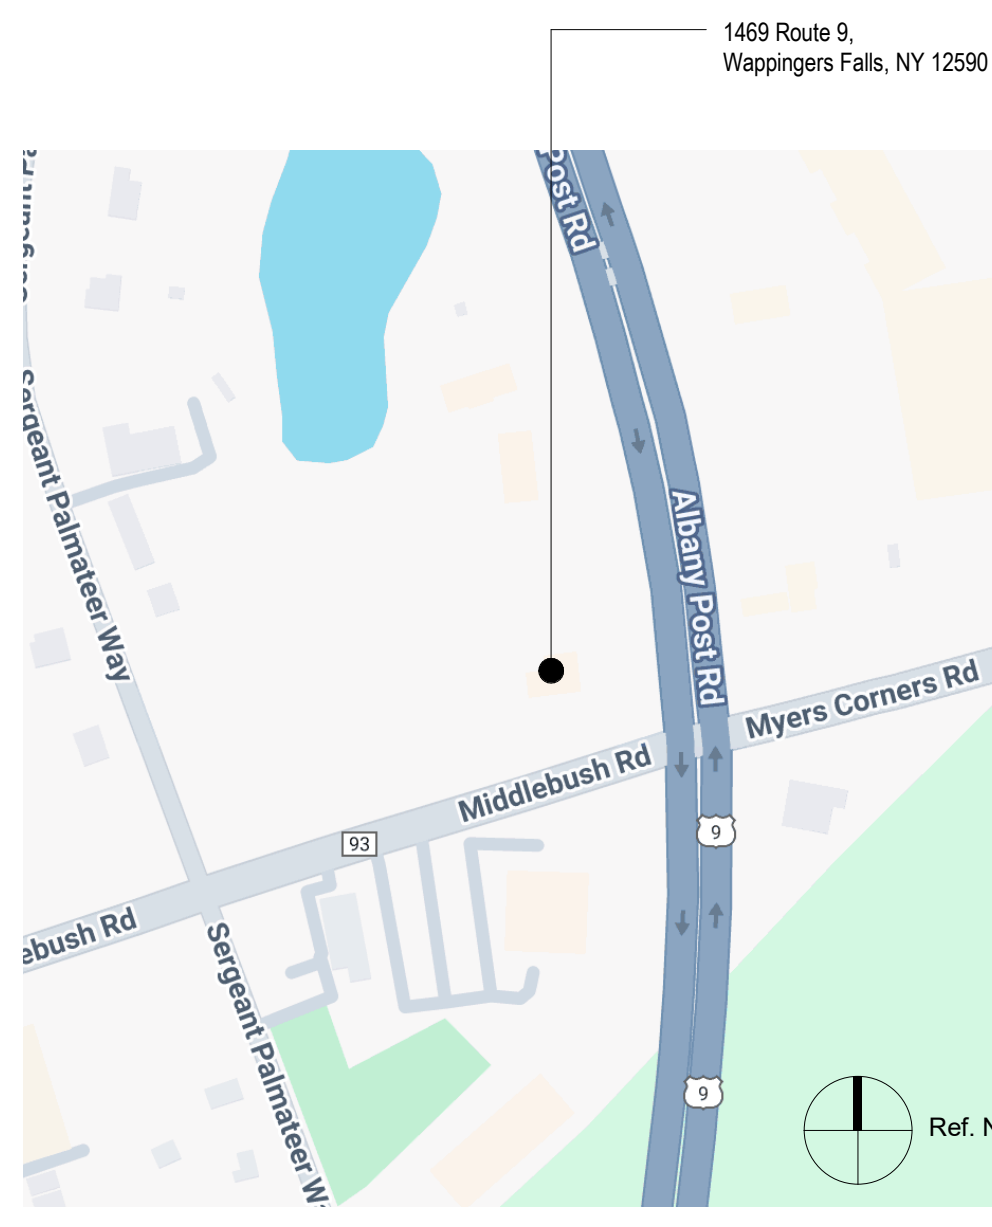 1469 Route 9,
Wappingers Falls, NY 12590
Post Rd
Sergeant Palmateer Way
Albany Post Rd
Myers Corners Rd
Middlebush Rd
93
9
ebush Rd
Sergeant Palmateer Wa
9
Ref. N